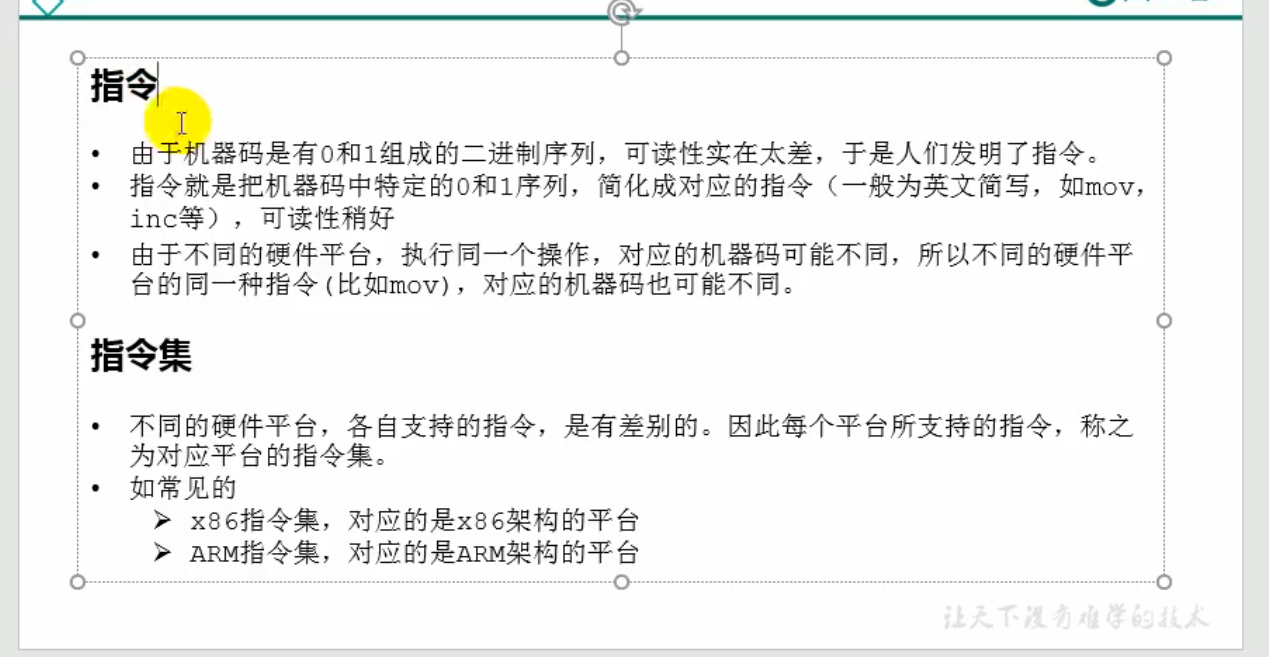 指令
• 由于机器码是有0和1组成的二进制序列，可读性实在太差，于是人们发明了指令。
• 指令就是把机器码中特定的0和1序列，简化成对应的指令（一般为英文简写，如mov，
inc等），可读性稍好
• 由于不同的硬件平台，执行同一个操作，对应的机器码可能不同，所以不同的硬件平
台的同一种指令(比如mov)，对应的机器码也可能不同。
指令集
• 不同的硬件平台，各自支持的指令，是有差别的。因此每个平台所支持的指令，称之
为对应平台的指令集。
• 如常见的
➢ x86指令集，对应的是x86架构的平台
➢ ARM指令集，对应的是ARM架构的平台
让天下没有难学的技术